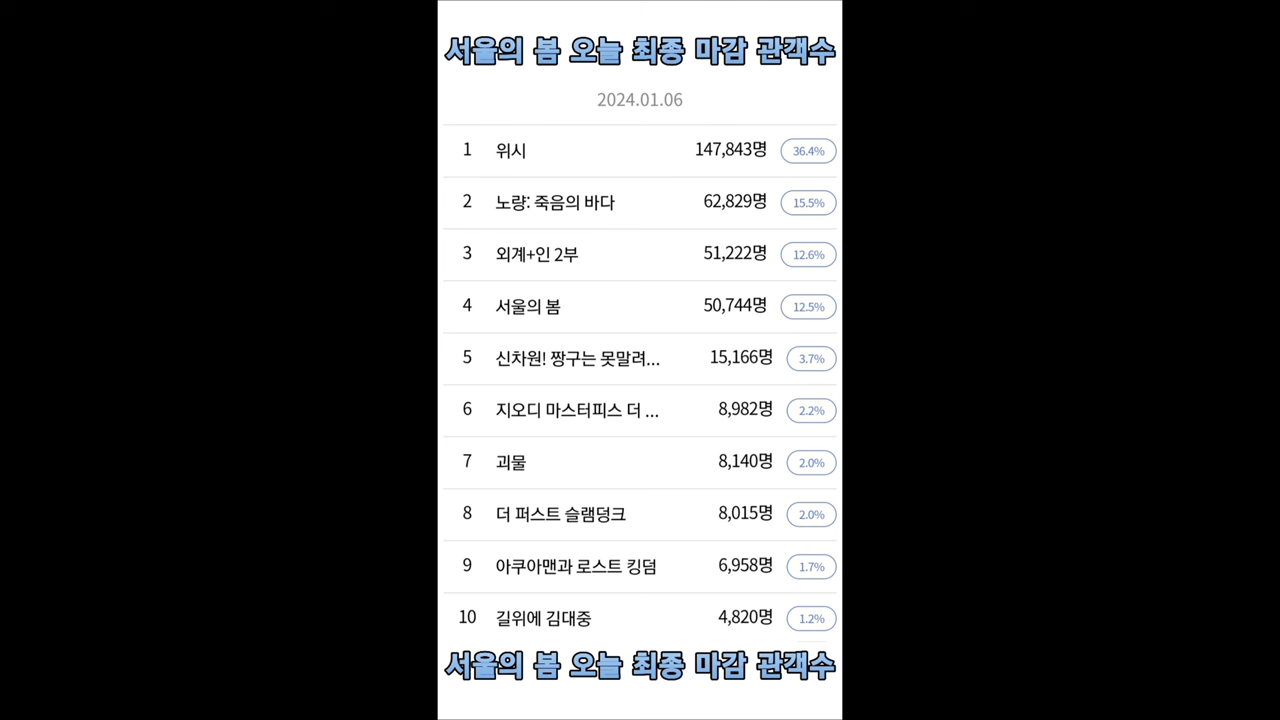 서울의 봄 오늘 최종 마감 관객수
2024.01.06
1 위시 147,843명 36.4%
2 노량: 죽음의 바다 62,829명 15.5%
3 외계+인 2부 51,222명 12.6%
4 서울의 봄 50,744명 12.5%
5 신차원! 짱구는 못말려... 15,166명 3.7%
6 지오디 마스터피스 더 ... 8,982명 2.2%
7 괴물 8,140명 2.0%
8 더 퍼스트 슬램덩크 8,015명 2.0%
9 아쿠아맨과 로스트 킹덤 6,958명 1.7%
10 길위에 김대중 4,820명 1.2%
서울의 봄 오늘 최종 마감 관객수